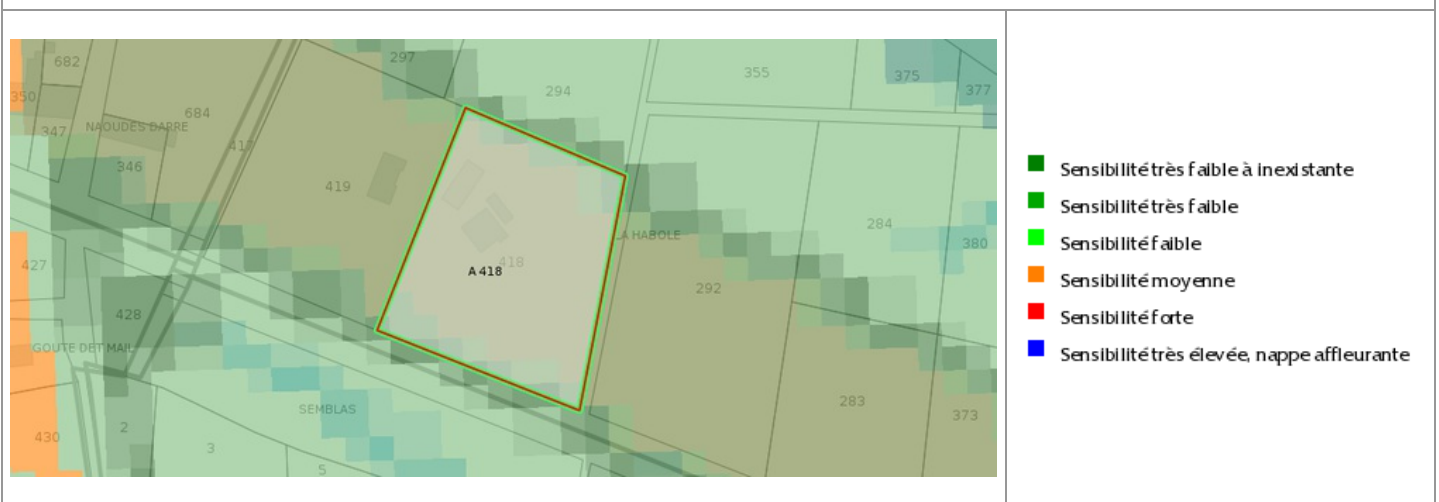 682
297
355
375
377
294
350
684
347
NAOUDES DARRE
417
346
419
284
LA HABOLE
380
427
418
A 418
292
428
GOUTE DET MAIL
SEMBLAS
283
373
2
430
3
5
Sensibilité très faible à inexistante
Sensibilité très faible
Sensibilité faible
Sensibilité moyenne
Sensibilité forte
Sensibilité très élevée, nappe affleurante